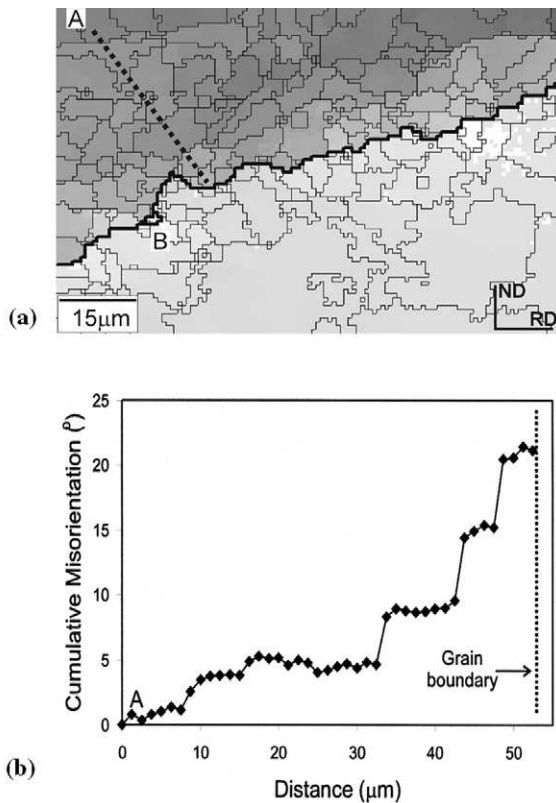 A
B
(a)
15μm
ND
RD
25
20
15
10
5
0
Cumulative Misorientation (º)
A
Grain
boundary
0 10 20 30 40 50
Distance (μm)
(b)